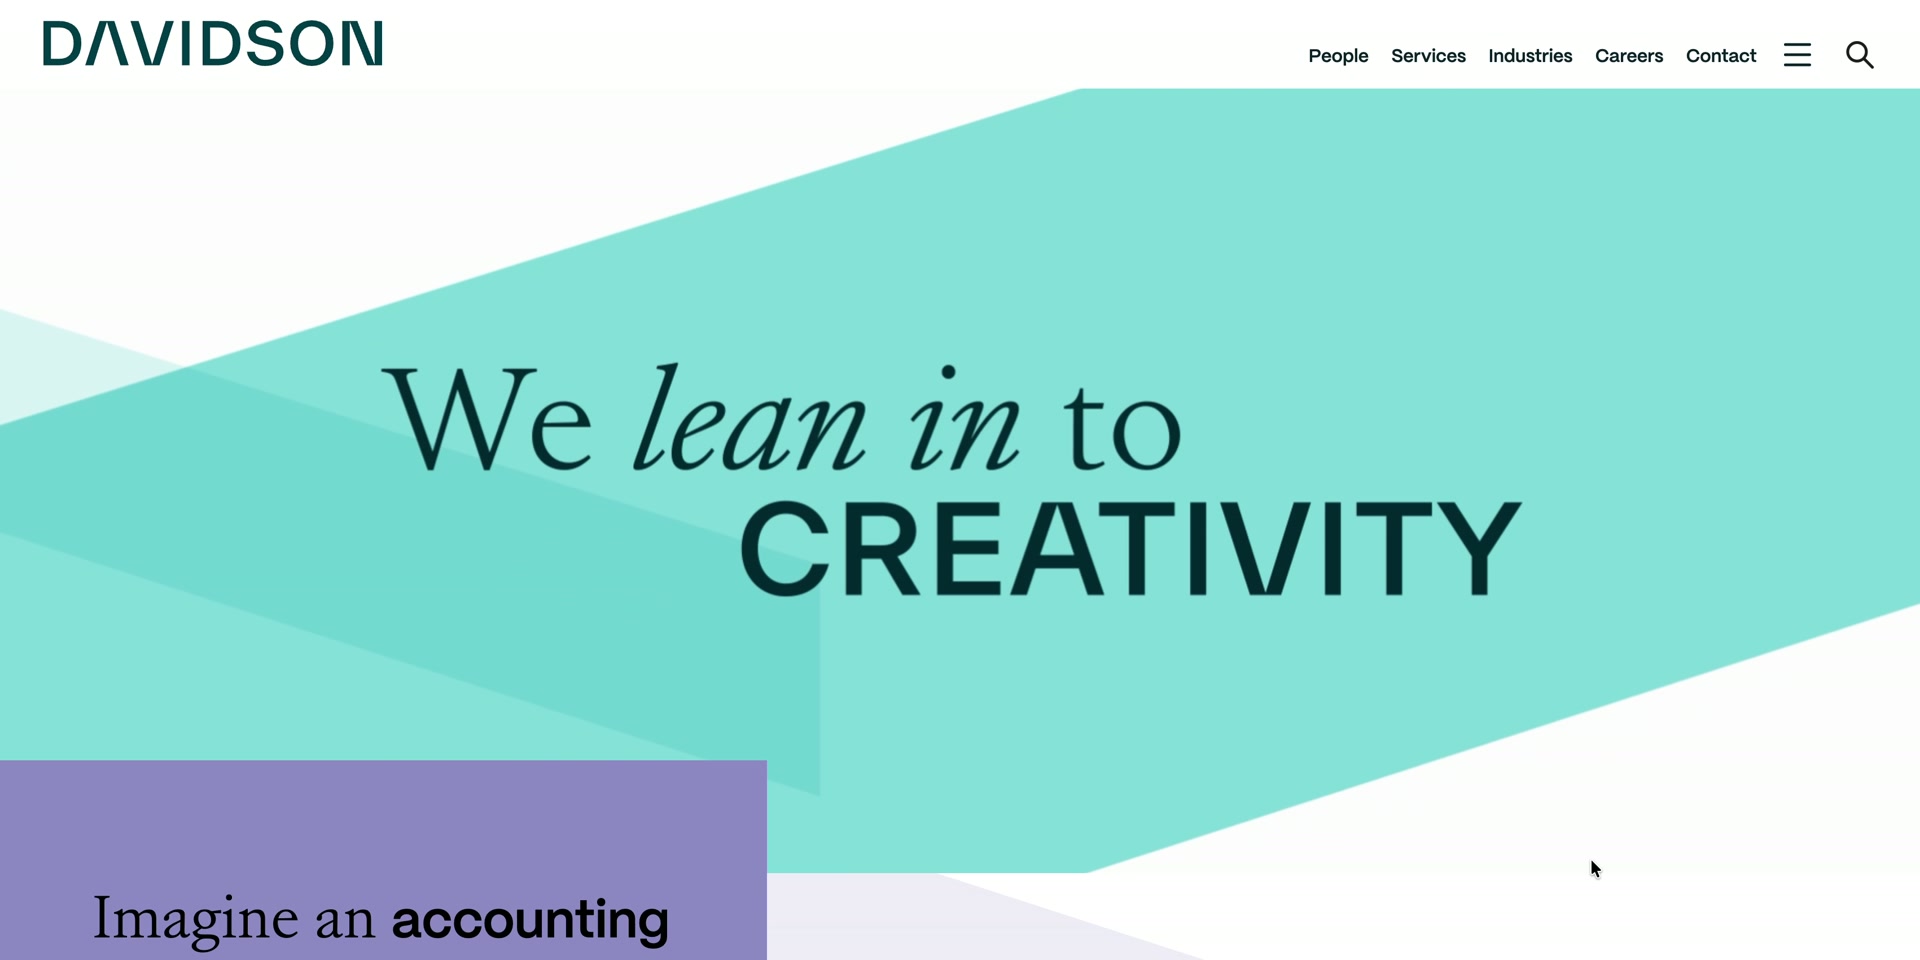 DAVIDSON
People Services Industries Careers Contact
We lean in to
CREATIVITY
Imagine an accounting